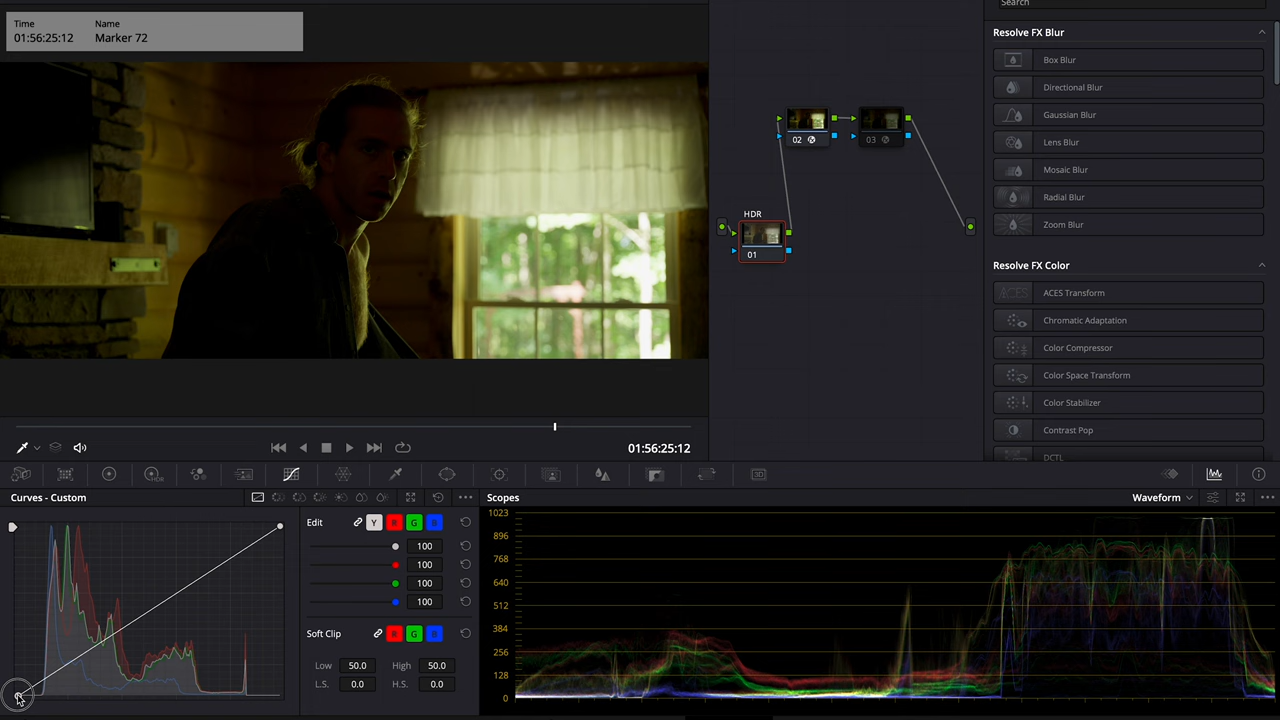 Search
Time Name
01:56:25:12 Marker 72
Resolve FX Blur
Box Blur
Directional Blur
Gaussian Blur
Lens Blur
Mosaic Blur
Radial Blur
Zoom Blur
02
03
HDR
01
Resolve FX Color
ACES Transform
Chromatic Adaptation
Color Compressor
Color Space Transform
Color Stabilizer
Contrast Pop
DCTL
01:56:25:12
Curves - Custom
Edit Y R G B
100
100
100
100
Soft Clip R G B
Low 50.0 High 50.0
L.S. 0.0 H.S. 0.0
Scopes Waveform
1023
896
768
640
512
384
256
128
0